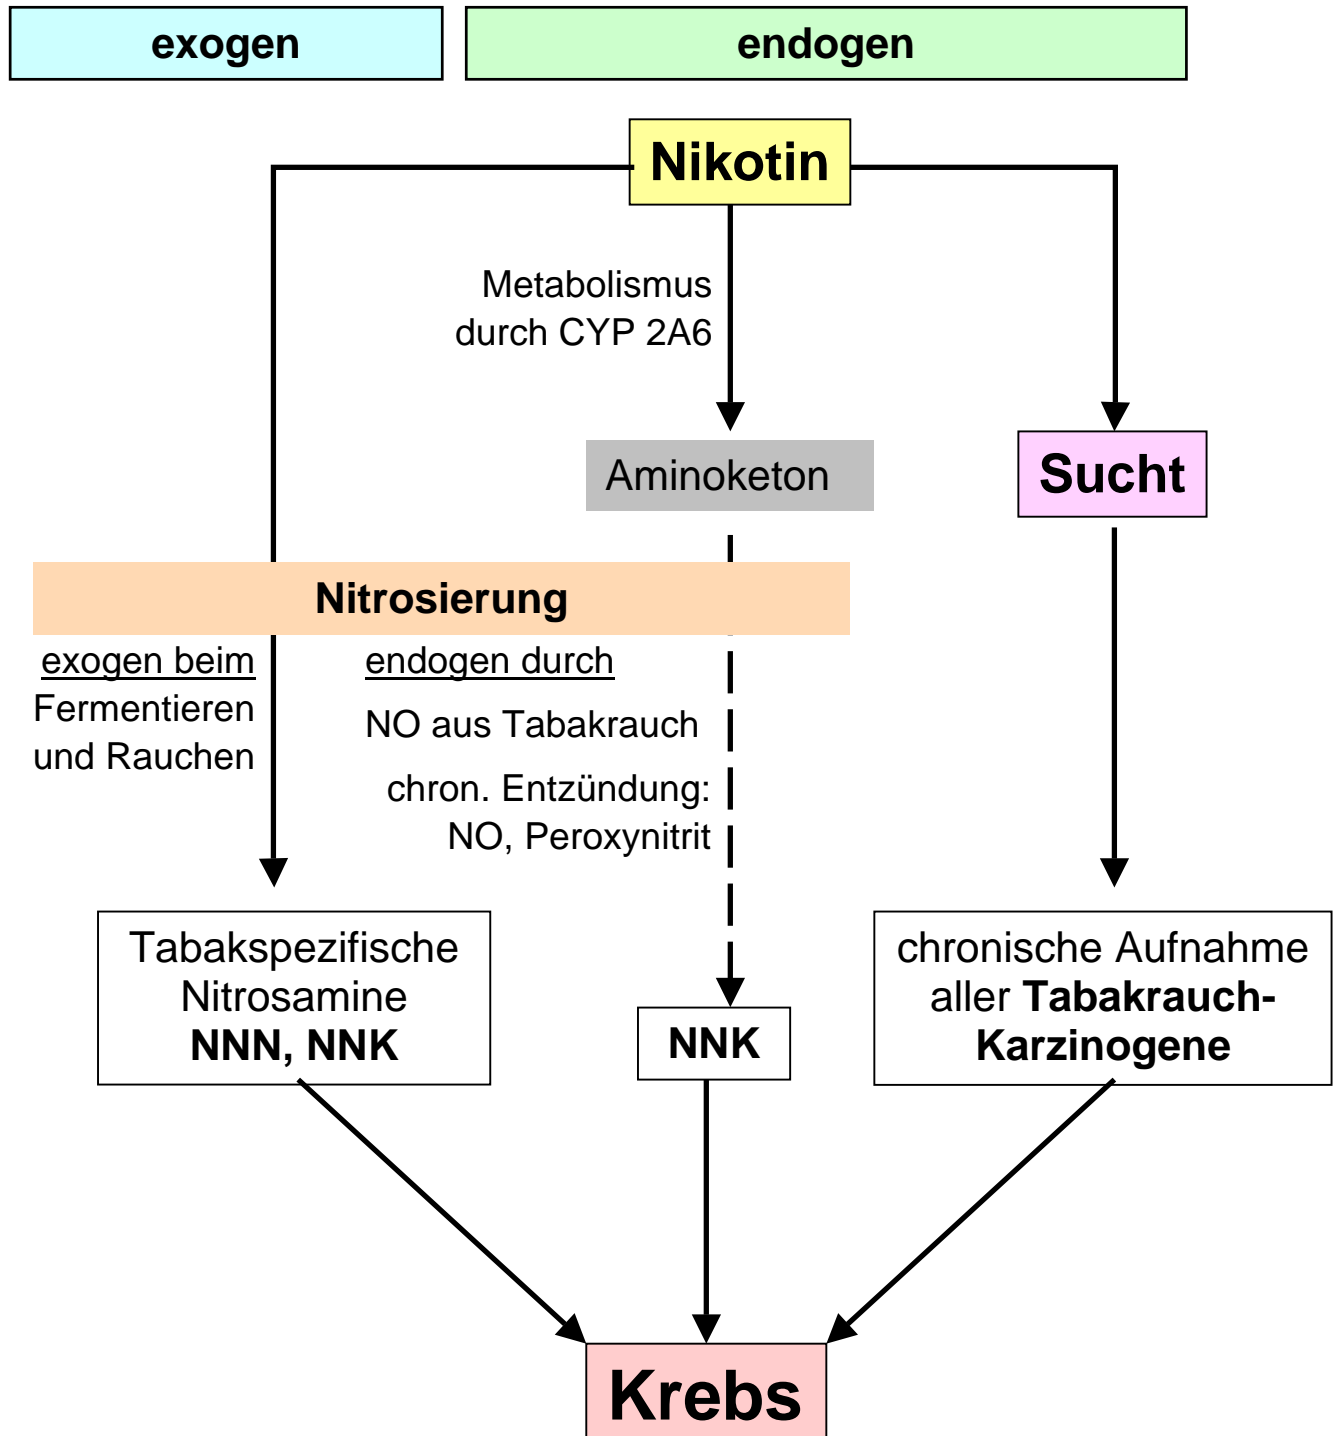 exogen
endogen
Nikotin
Metabolismus
durch CYP 2A6
Aminoketon
Sucht
Nitrosierung
exogen beim
Fermentieren
und Rauchen
endogen durch
NO aus Tabakrauch
chron. Entzündung:
NO, Peroxynitrit
Tabakspezifische
Nitrosamine
NNN, NNK
NNK
chronische Aufnahme
aller Tabakrauch-
Karzinogene
Krebs